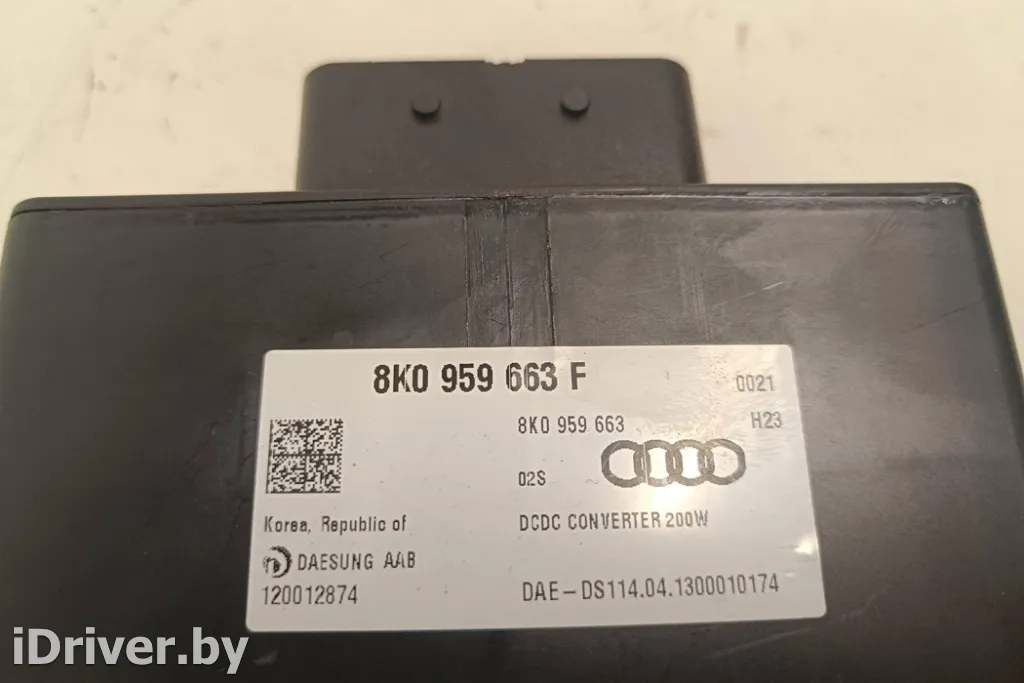 8K0 959 663 F
0021
8K0 959 663
H23
02S
Korea, Republic of
DCDC CONVERTER 200W
DAESUNG AAB
120012874
DAE-DS114.04.1300010174
iDriver.by